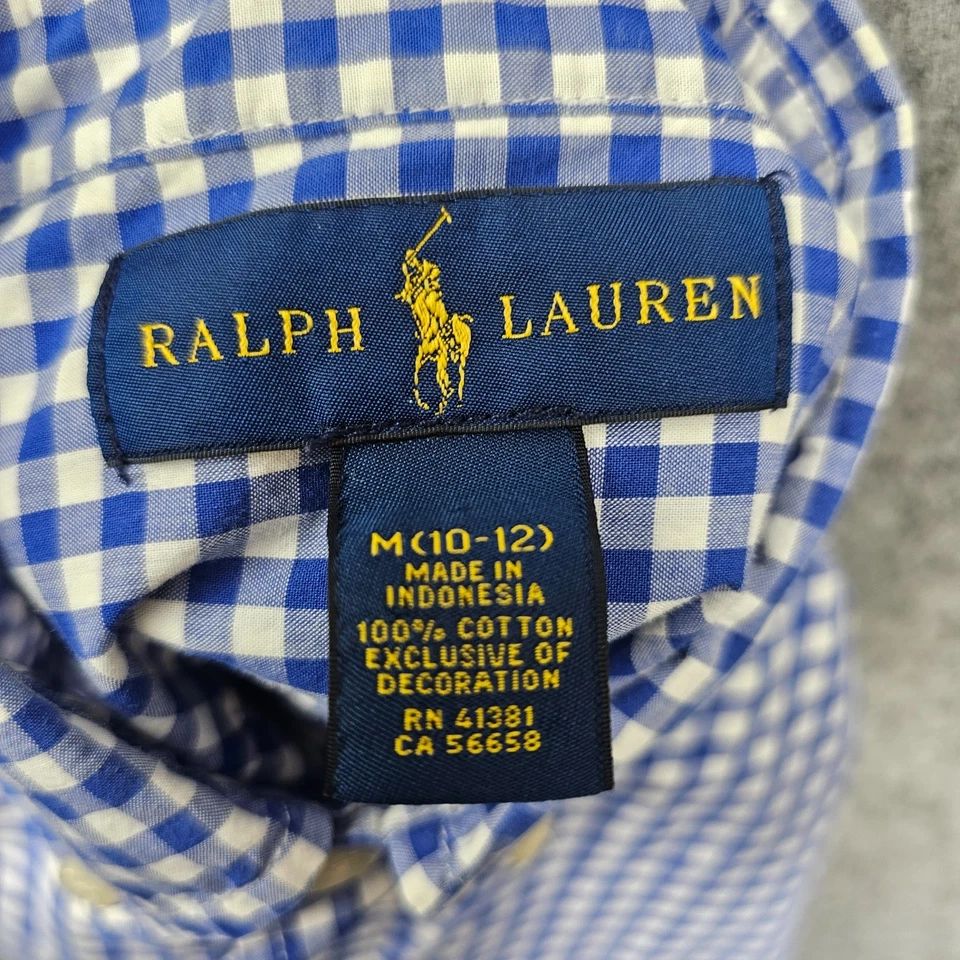 RALPH LAUREN
M(10-12)
MADE IN
INDONESIA
100% COTTON
EXCLUSIVE OF
DECORATION
RN 41381
CA 56658